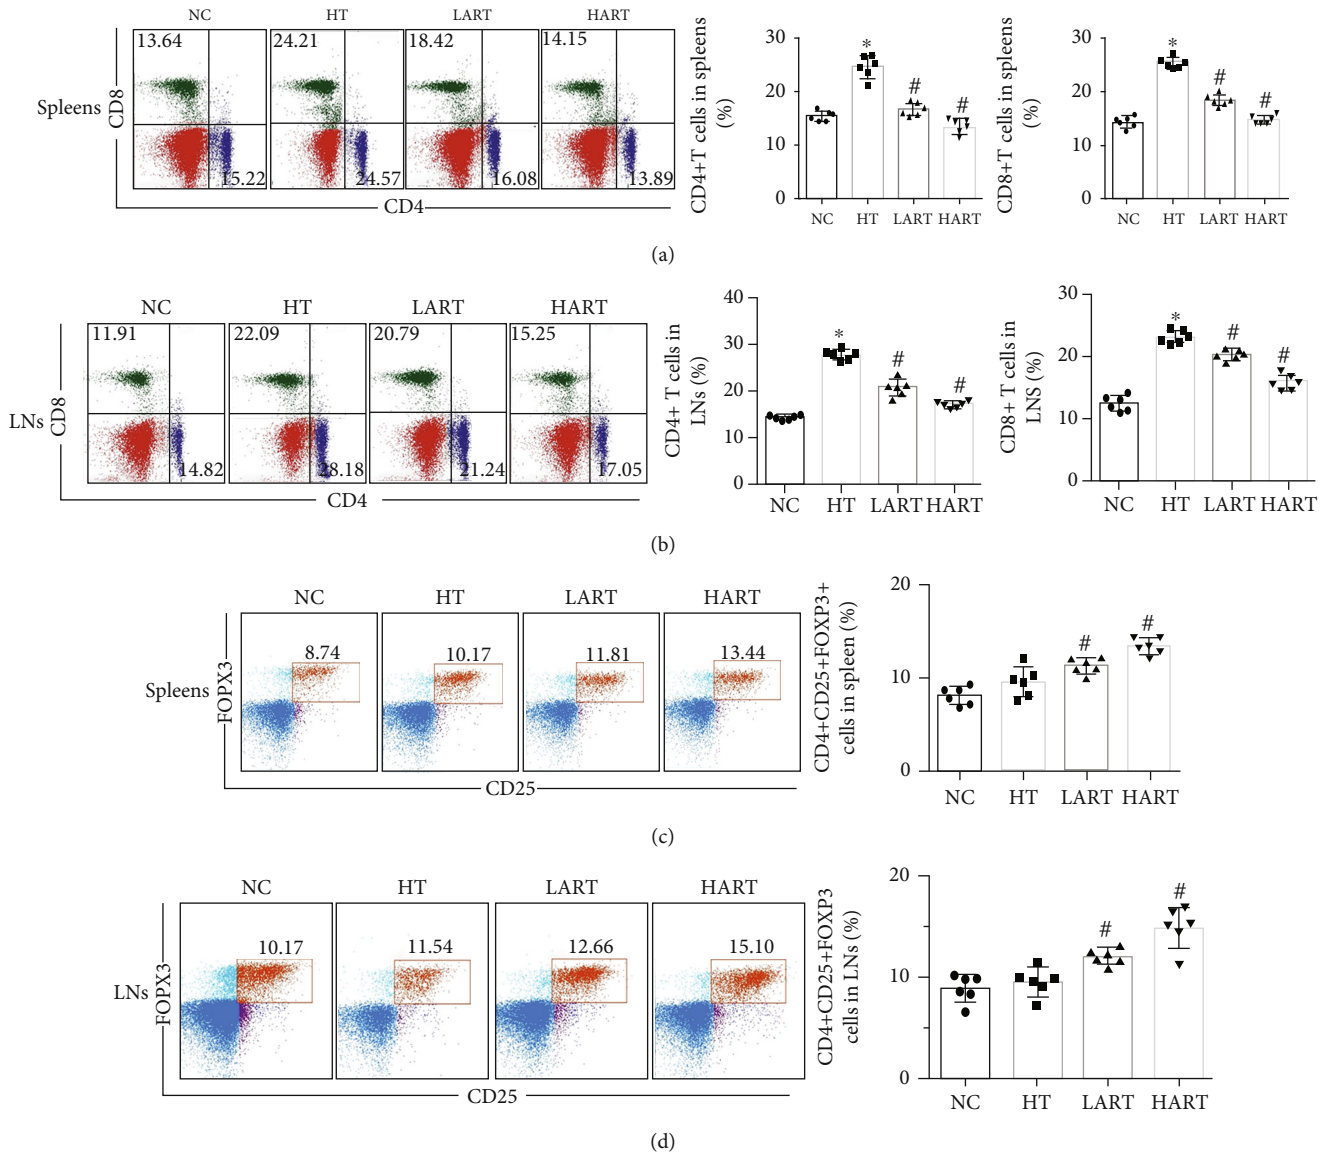 NC HT LART HART
Spleens
CD8
13.64 24.21 18.42 14.15
15.22 24.57 16.08 13.89
CD4
CD4+T cells in spleens
(%)
30
20
10
0
*
#
#
NC HT LART HART
CD8+T cells in spleens
(%)
30
20
10
0
*
#
#
NC HT LART HART
(a)
NC HT LART HART
LNs
CD8
11.91 22.09 20.79 15.25
14.82 28.18 21.24 17.05
CD4
CD4+ T cells in
LNs (%)
40
30
20
10
0
*
#
#
NC HT LART HART
CD8+ T cells in
LNS (%)
30
20
10
0
*
#
#
NC HT LART HART
(b)
NC HT LART HART
Spleens
FOPX3
8.74 10.17 11.81 13.44
CD25
CD4+CD25+FOXP3+
cells in spleen (%)
20
10
0
#
#
NC HT LART HART
(c)
NC HT LART HART
LNs
FOPX3
10.17 11.54 12.66 15.10
CD25
CD4+CD25+FOXP3
cells in LNs (%)
20
10
0
#
#
NC HT LART HART
(d)